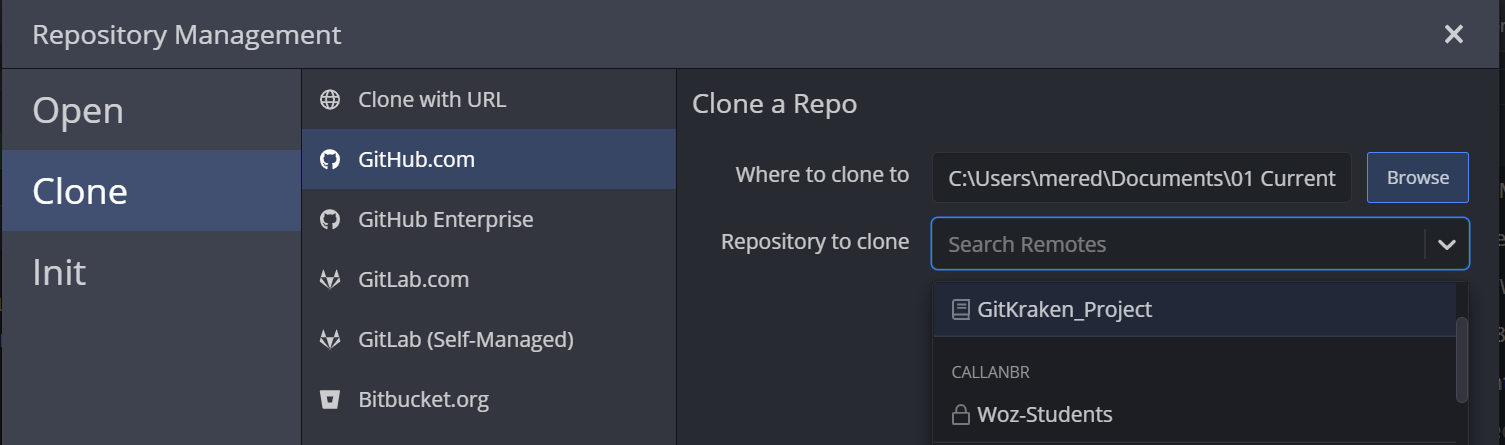 Repository Management
Open
Clone
Init
Clone with URL
GitHub.com
GitHub Enterprise
GitLab.com
GitLab (Self-Managed)
Bitbucket.org
Clone a Repo
Where to clone to C:\Users\mered\Documents\01 Current Browse
Repository to clone Search Remotes
GitKraken_Project
CALLANBR
Woz-Students